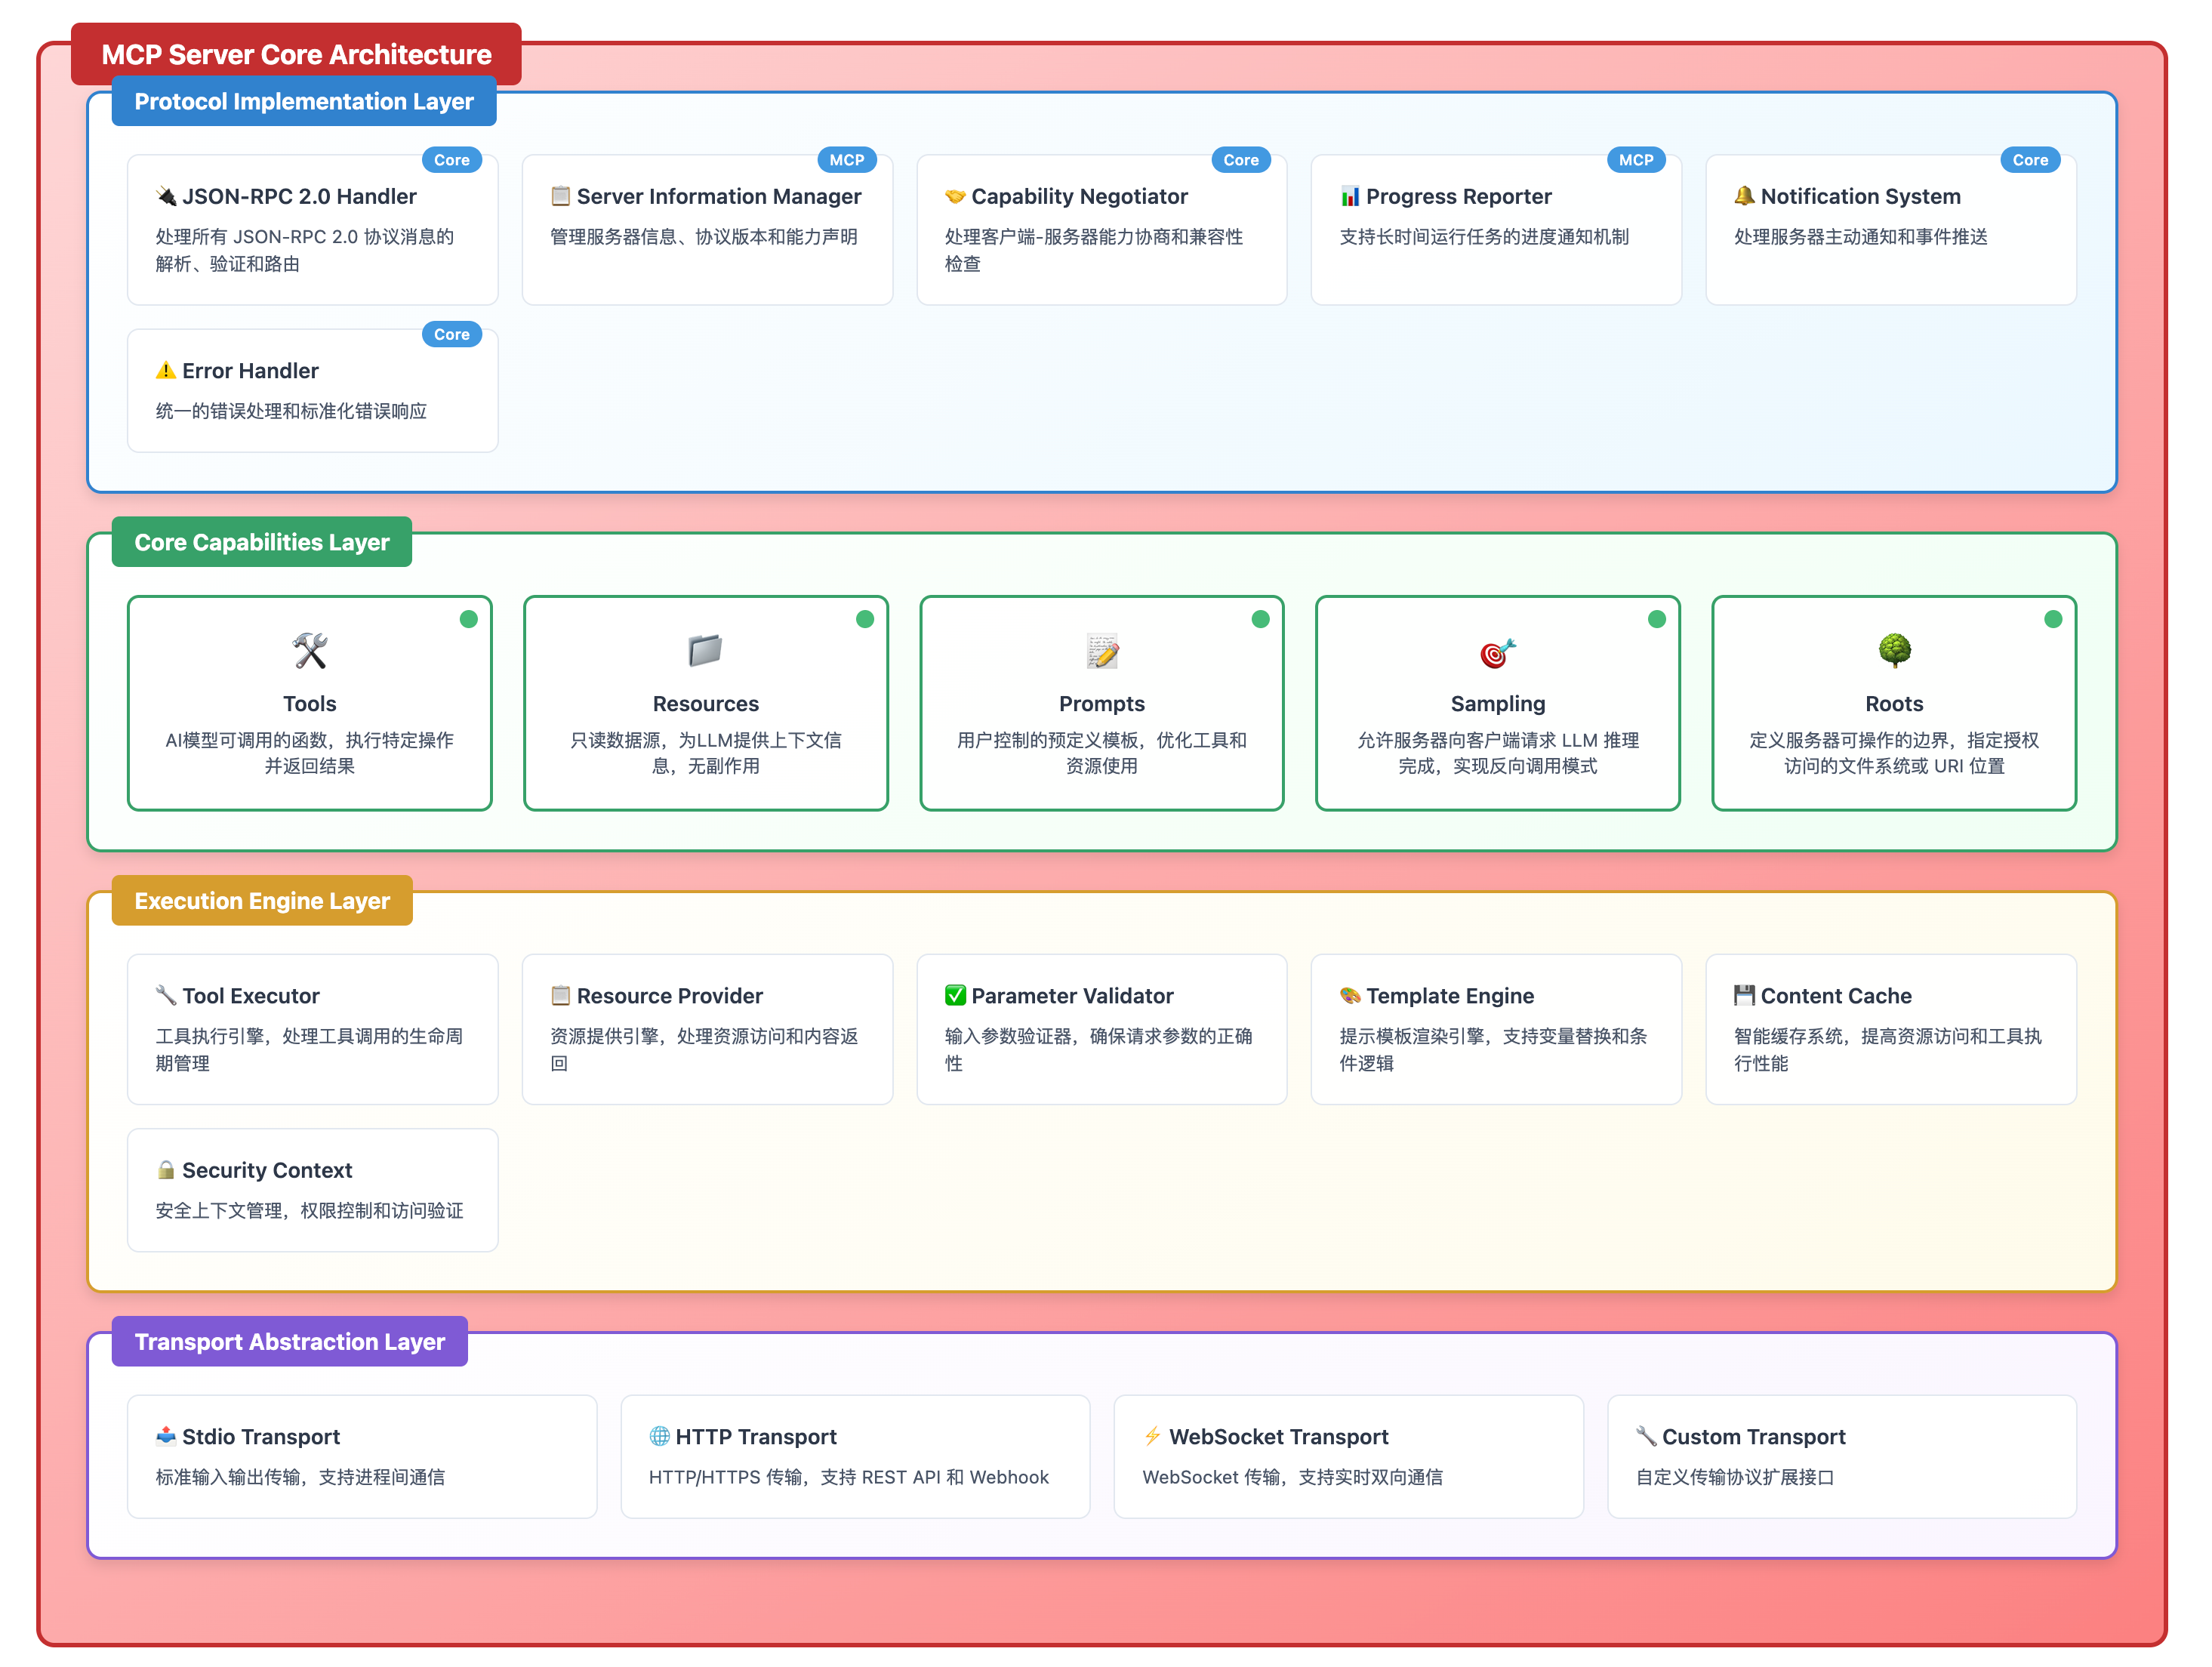 MCP Server Core Architecture
Protocol Implementation Layer
Core
🔌 JSON-RPC 2.0 Handler
处理所有 JSON-RPC 2.0 协议消息的
解析、验证和路由
MCP
📋 Server Information Manager
管理服务器信息、协议版本和能力声明
Core
🤝 Capability Negotiator
处理客户端-服务器能力协商和兼容性
检查
MCP
📊 Progress Reporter
支持长时间运行任务的进度通知机制
Core
🔔 Notification System
处理服务器主动通知和事件推送
Core
⚠️ Error Handler
统一的错误处理和标准化错误响应
Core Capabilities Layer
Tools
AI模型可调用的函数，执行特定操作
并返回结果
Resources
只读数据源，为LLM提供上下文信
息，无副作用
Prompts
用户控制的预定义模板，优化工具和
资源使用
Sampling
允许服务器向客户端请求 LLM 推理
完成，实现反向调用模式
Roots
定义服务器可操作的边界，指定授权
访问的文件系统或 URI 位置
Execution Engine Layer
🔧 Tool Executor
工具执行引擎，处理工具调用的生命周
期管理
📋 Resource Provider
资源提供引擎，处理资源访问和内容返
回
✅ Parameter Validator
输入参数验证器，确保请求参数的正确
性
🎨 Template Engine
提示模板渲染引擎，支持变量替换和条
件逻辑
💾 Content Cache
智能缓存系统，提高资源访问和工具执
行性能
🔒 Security Context
安全上下文管理，权限控制和访问验证
Transport Abstraction Layer
📤 Stdio Transport
标准输入输出传输，支持进程间通信
🌐 HTTP Transport
HTTP/HTTPS 传输，支持 REST API 和 Webhook
⚡ WebSocket Transport
WebSocket 传输，支持实时双向通信
🔧 Custom Transport
自定义传输协议扩展接口